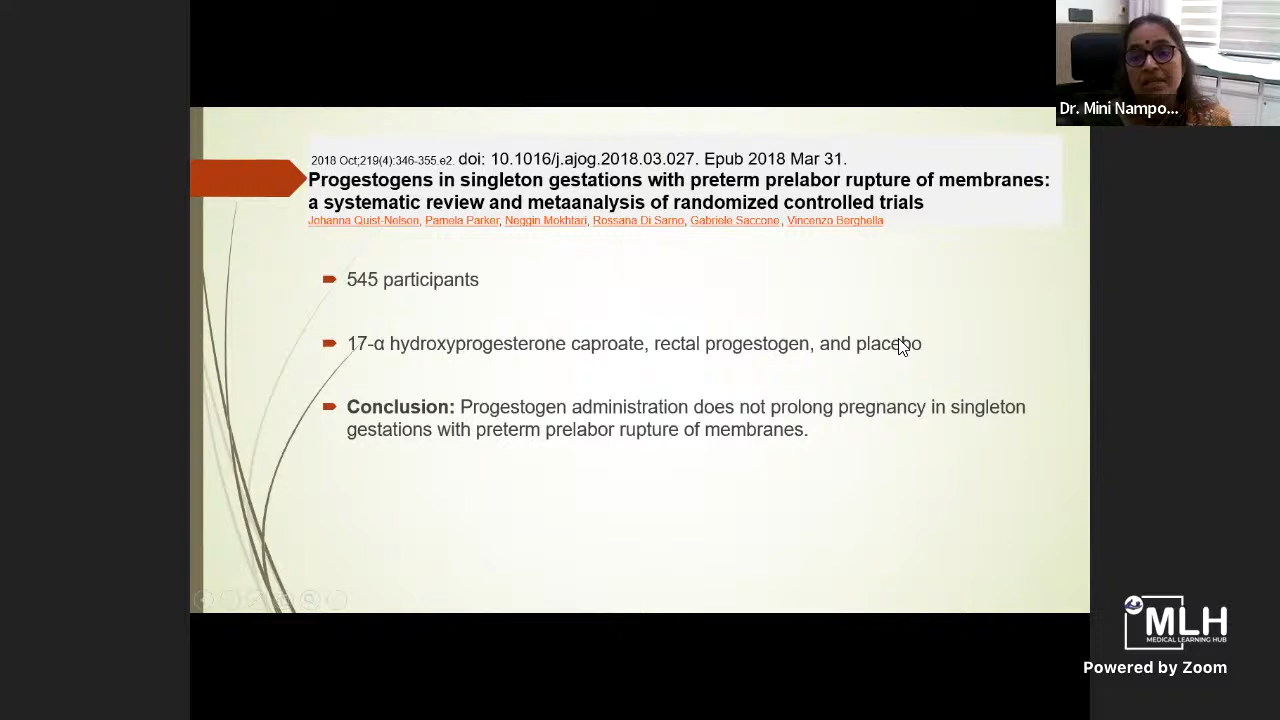 Dr. Mini Nampo...
2018 Oct;219(4):346-355.e2. doi: 10.1016/j.ajog.2018.03.027. Epub 2018 Mar 31.
Progestogens in singleton gestations with preterm prelabor rupture of membranes:
a systematic review and metaanalysis of randomized controlled trials
Johanna Quist-Nelson, Pamela Parker, Neggin Mokhtari, Rossana Di Sarno, Gabriele Saccone, Vincenzo Berghella
545 participants
17-α hydroxyprogesterone caproate, rectal progestogen, and placebo
Conclusion: Progestogen administration does not prolong pregnancy in singleton
gestations with preterm prelabor rupture of membranes.
MLH
MEDICAL LEARNING HUB
Powered by Zoom